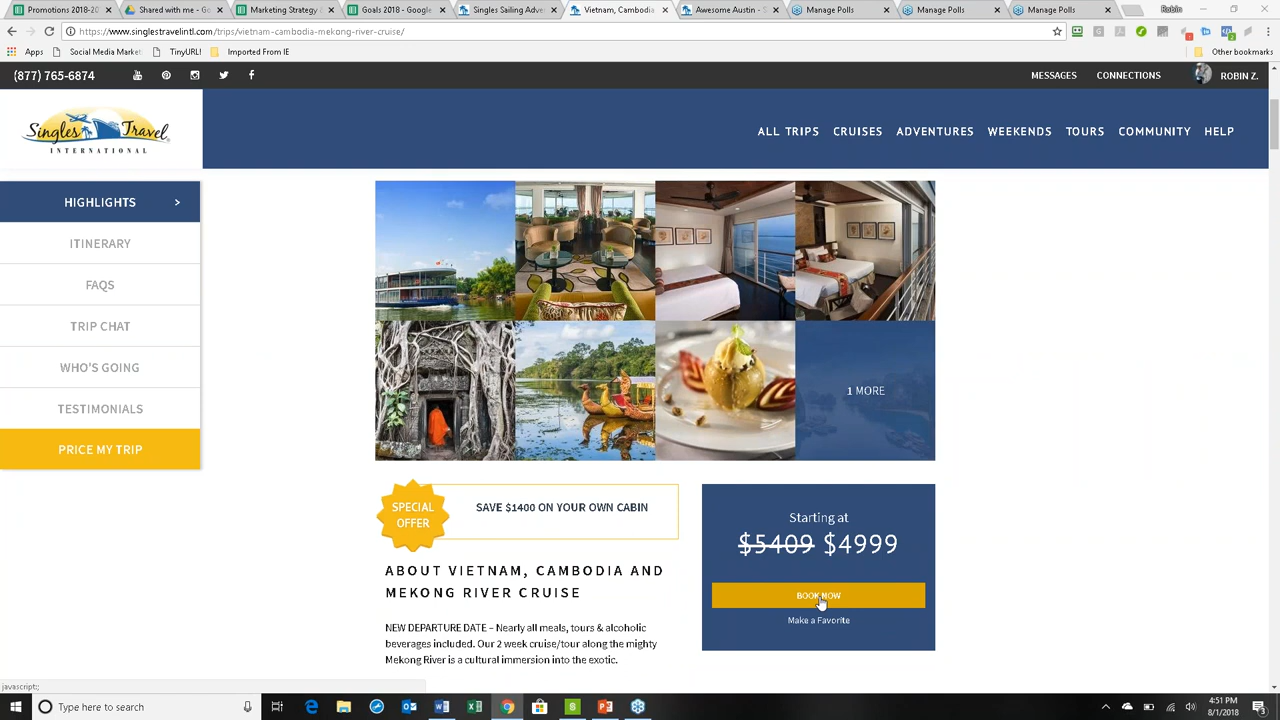 Promotions 2018-20
Shared with me - Go
Marketing Strategy
Goals 2018 - Google
Singles Sailing Adve
Vietnam, Cambodia
Awesome Austin - S
Manage Polls
Manage Polls
Manage Polls
Robin
https://www.singlestravelintl.com/trips/vietnam-cambodia-mekong-river-cruise/
Apps
Social Media Market
TinyURL!
Imported From IE
Other bookmarks
(877) 765-6874
MESSAGES
CONNECTIONS
ROBIN Z.
Singles Travel
INTERNATIONAL
ALL TRIPS
CRUISES
ADVENTURES
WEEKENDS
TOURS
COMMUNITY
HELP
HIGHLIGHTS >
ITINERARY
FAQS
TRIP CHAT
WHO'S GOING
TESTIMONIALS
PRICE MY TRIP
1 MORE
SPECIAL
OFFER
SAVE $1400 ON YOUR OWN CABIN
Starting at
$5409 $4999
BOOK NOW
Make a Favorite
ABOUT VIETNAM, CAMBODIA AND
MEKONG RIVER CRUISE
NEW DEPARTURE DATE – Nearly all meals, tours & alcoholic
beverages included. Our 2 week cruise/tour along the mighty
Mekong River is a cultural immersion into the exotic.
javascript:;
Type here to search
4:51 PM
8/1/2018